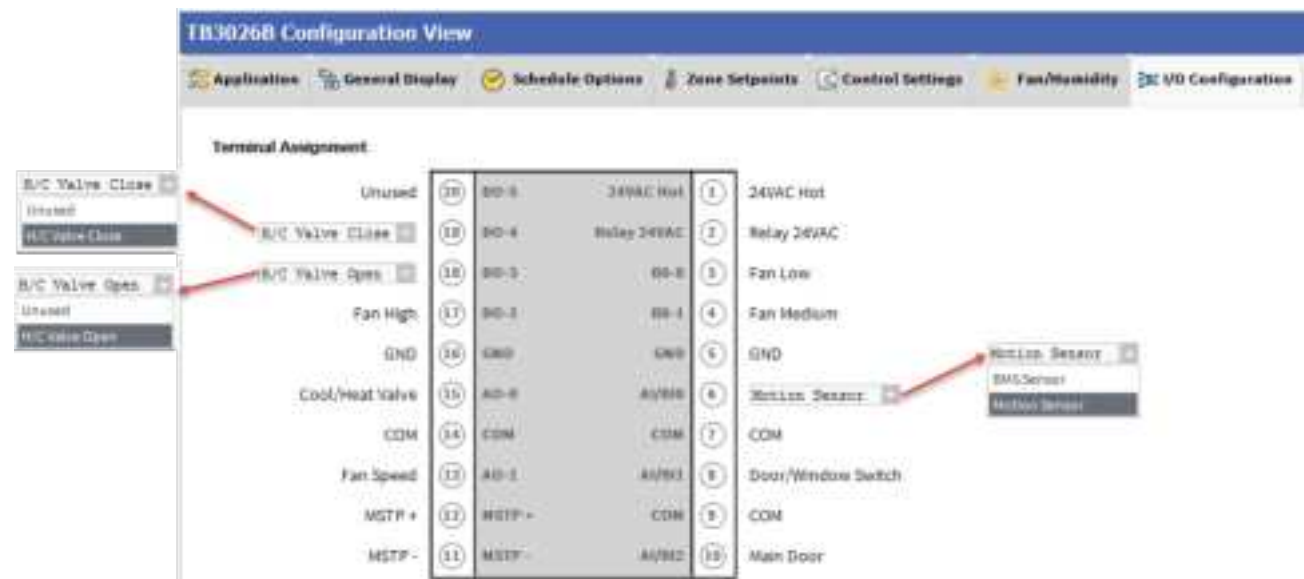 TB3026B Configuration View
Application General Display Schedule Options Zone Setpoints Control Settings Fan/Humidity I/O Configuration
Terminal Assignment
H/C Valve Close
Unused
H/C Valve Close
H/C Valve Open
Unused
H/C Valve Open
Unused 20 BO-5 24VAC Hot 1 24VAC Hot
H/C Valve Close 19 BO-4 Relay 24VAC 2 Relay 24VAC
H/C Valve Open 18 BO-3 BO-0 3 Fan Low
Fan High 17 BO-2 BO-1 4 Fan Medium
GND 16 GND GND 5 GND
Cool/Heat Valve 15 AO-0 AI/BI0 6 Motion Sensor
COM 14 COM COM 7 COM
Fan Speed 13 AO-1 AI/BI1 8 Door/Window Switch
MSTP + 12 MSTP + COM 9 COM
MSTP - 11 MSTP - AI/BI2 10 Main Door
Motion Sensor
BMS Sensor
Motion Sensor